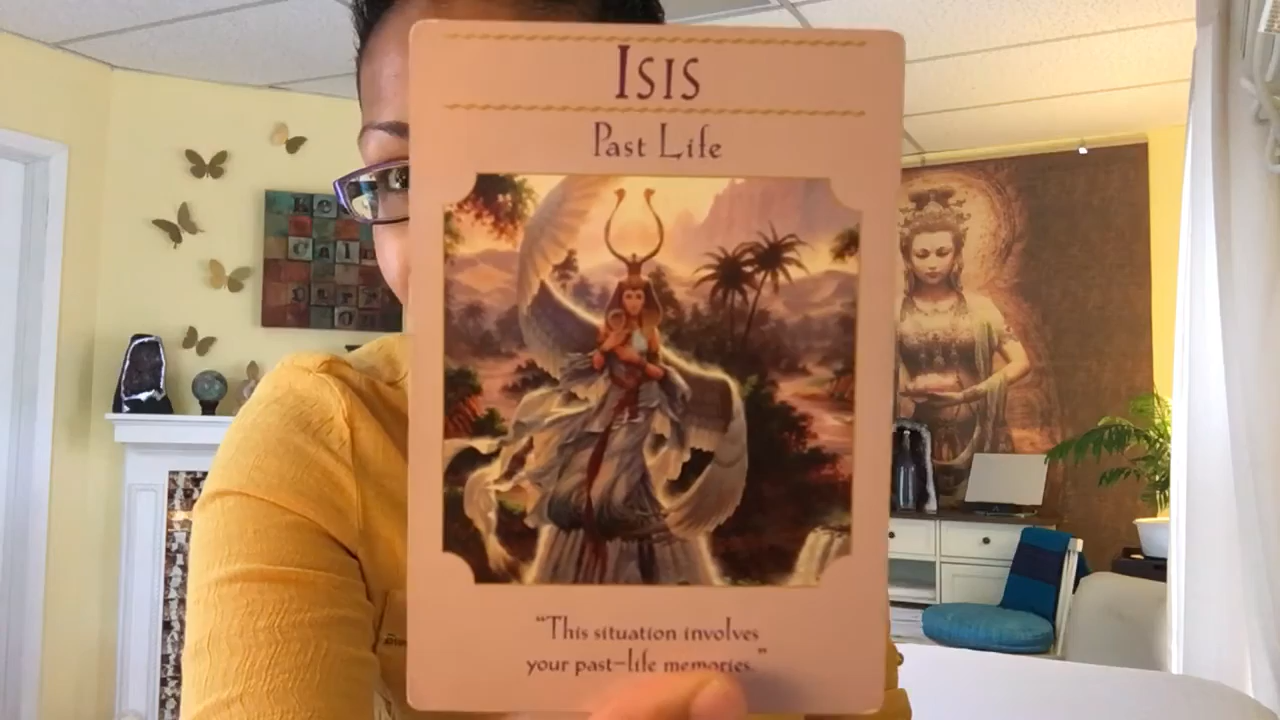 Isis
Past Life
“This situation involves
your past-life memories.”